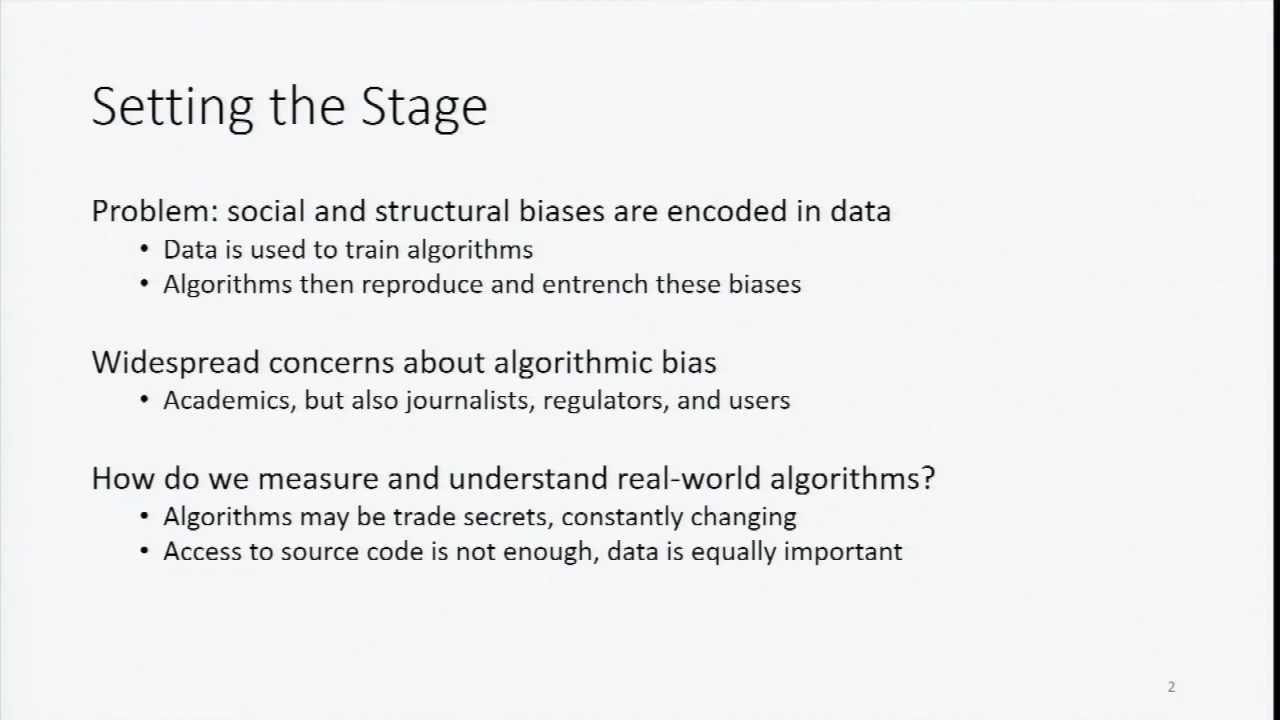 Setting the Stage
Problem: social and structural biases are encoded in data
• Data is used to train algorithms
• Algorithms then reproduce and entrench these biases
Widespread concerns about algorithmic bias
• Academics, but also journalists, regulators, and users
How do we measure and understand real-world algorithms?
• Algorithms may be trade secrets, constantly changing
• Access to source code is not enough, data is equally important
2